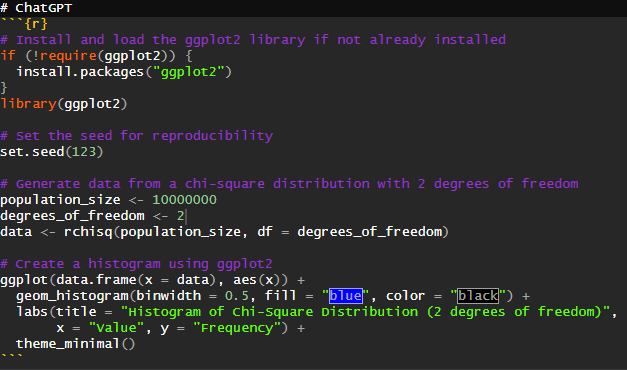 # ChatGPT
```{r}
# Install and load the ggplot2 library if not already installed
if (!require(ggplot2)) {
  install.packages("ggplot2")
}
library(ggplot2)

# Set the seed for reproducibility
set.seed(123)

# Generate data from a chi-square distribution with 2 degrees of freedom
population_size <- 10000000
degrees_of_freedom <- 2
data <- rchisq(population_size, df = degrees_of_freedom)

# Create a histogram using ggplot2
ggplot(data.frame(x = data), aes(x)) +
  geom_histogram(binwidth = 0.5, fill = "blue", color = "black") +
  labs(title = "Histogram of Chi-Square Distribution (2 degrees of freedom)",
       x = "Value", y = "Frequency") +
  theme_minimal()
```